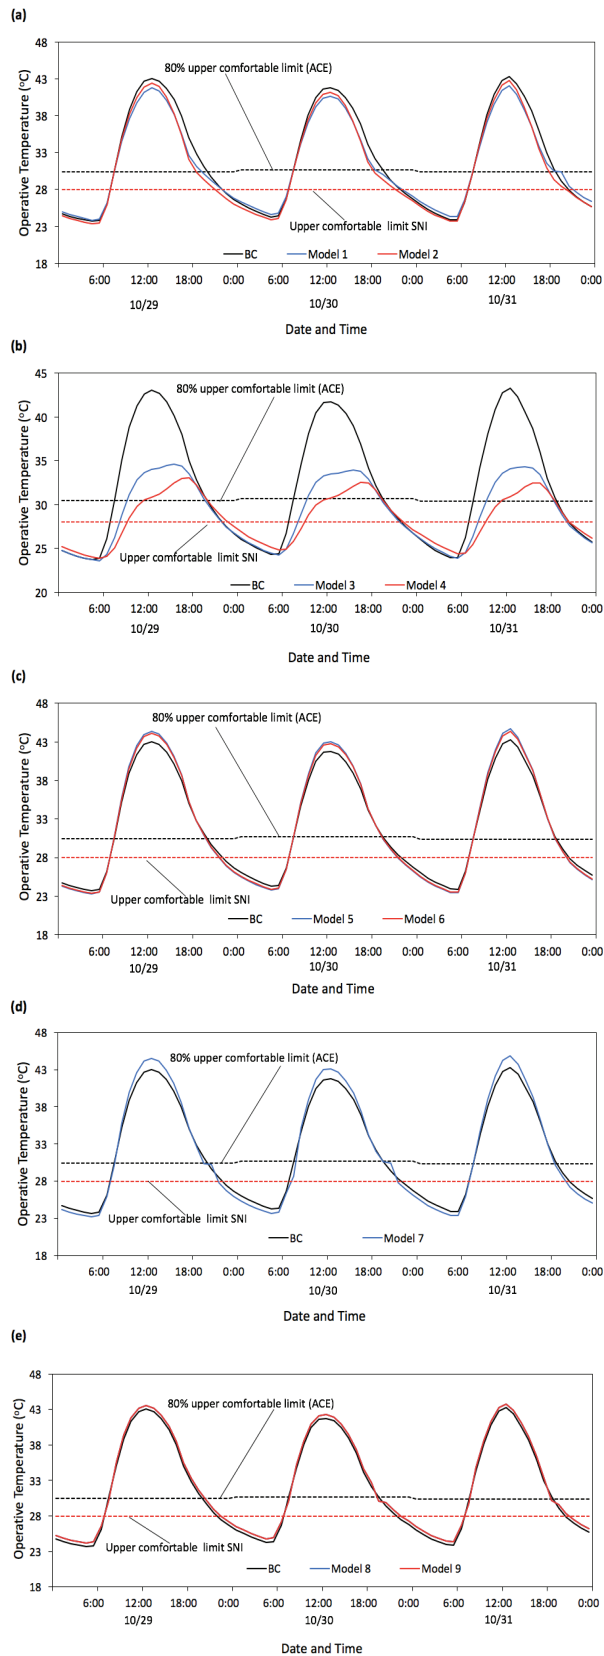 (a)
48
80% upper comfortable limit (ACE)
43
38
33
28
23
18
Operative Temperature (°C)
Upper comfortable limit SNI
BC Model 1 Model 2
6:00 12:00 18:00 0:00 6:00 12:00 18:00 0:00 6:00 12:00 18:00 0:00
10/29 10/30 10/31
Date and Time
(b)
45
80% upper comfortable limit (ACE)
40
35
30
25
20
Operative Temperature (°C)
Upper comfortable limit SNI
BC Model 3 Model 4
6:00 12:00 18:00 0:00 6:00 12:00 18:00 0:00 6:00 12:00 18:00 0:00
10/29 10/30 10/31
Date and Time
(c)
48
80% upper comfortable limit (ACE)
43
38
33
28
23
18
Operative Temperature (°C)
Upper comfortable limit SNI
BC Model 5 Model 6
6:00 12:00 18:00 0:00 6:00 12:00 18:00 0:00 6:00 12:00 18:00 0:00
10/29 10/30 10/31
Date and Time
(d)
48
80% upper comfortable limit (ACE)
43
38
33
28
23
18
Operative Temperature (°C)
Upper comfortable limit SNI
BC Model 7
6:00 12:00 18:00 0:00 6:00 12:00 18:00 0:00 6:00 12:00 18:00 0:00
10/29 10/30 10/31
Date and Time
(e)
48
80% upper comfortable limit (ACE)
43
38
33
28
23
18
Operative Temperature (°C)
Upper comfortable limit SNI
BC Model 8 Model 9
6:00 12:00 18:00 0:00 6:00 12:00 18:00 0:00 6:00 12:00 18:00 0:00
10/29 10/30 10/31
Date and Time